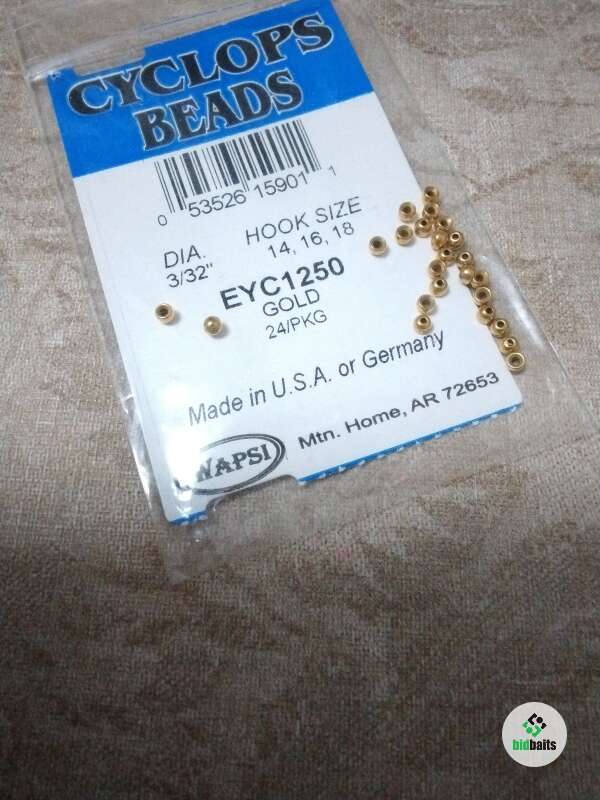 CYCLOPS
BEADS
0 53526 15901 1
DIA. HOOK SIZE
3/32" 14, 16, 18
EYC1250
GOLD
24/PKG
Made in U.S.A. or Germany
WAPSI Mtn. Home, AR 72653
bidbaits